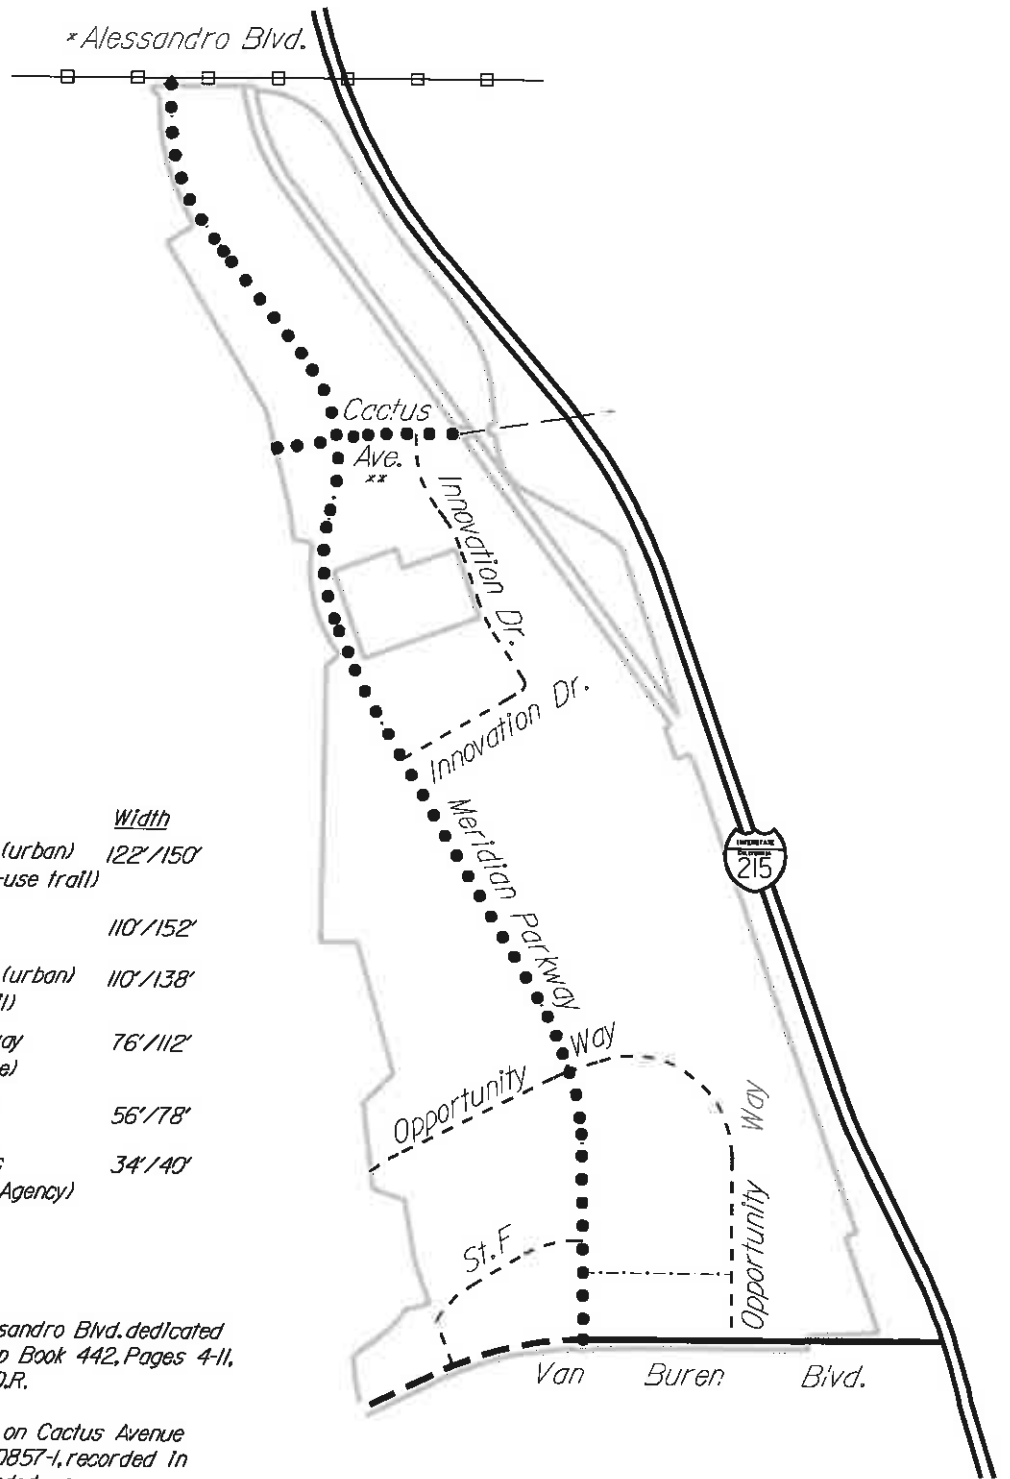 *Alessandro Blvd.
Cactus
Ave.
**
Innovation Dr.
Innovation Dr.
Width
(urban) 122'/150'
-use trail)
110'/152'
(urban) 110'/138'
76'/112'
56'/78'
34'/40'
Agency)
Meridian Parkway
INTERSTATE
CALIFORNIA
215
Opportunity Way
Opportunity Way
St. F
Van Buren Blvd.
sandro Blvd. dedicated
Book 442, Pages 4-11,
O.R.
on Cactus Avenue
0857-1, recorded in